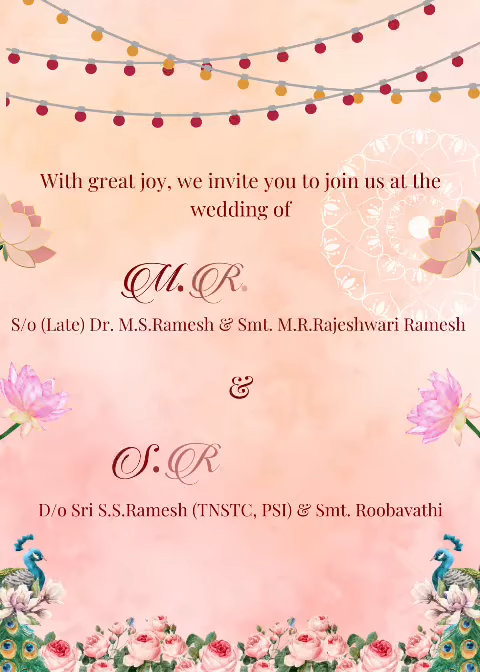 With great joy, we invite you to join us at the
wedding of
M.R.
S/o (Late) Dr. M.S.Ramesh & Smt. M.R.Rajeshwari Ramesh
&
S.R
D/o Sri S.S.Ramesh (TNSTC, PSI) & Smt. Roobavathi